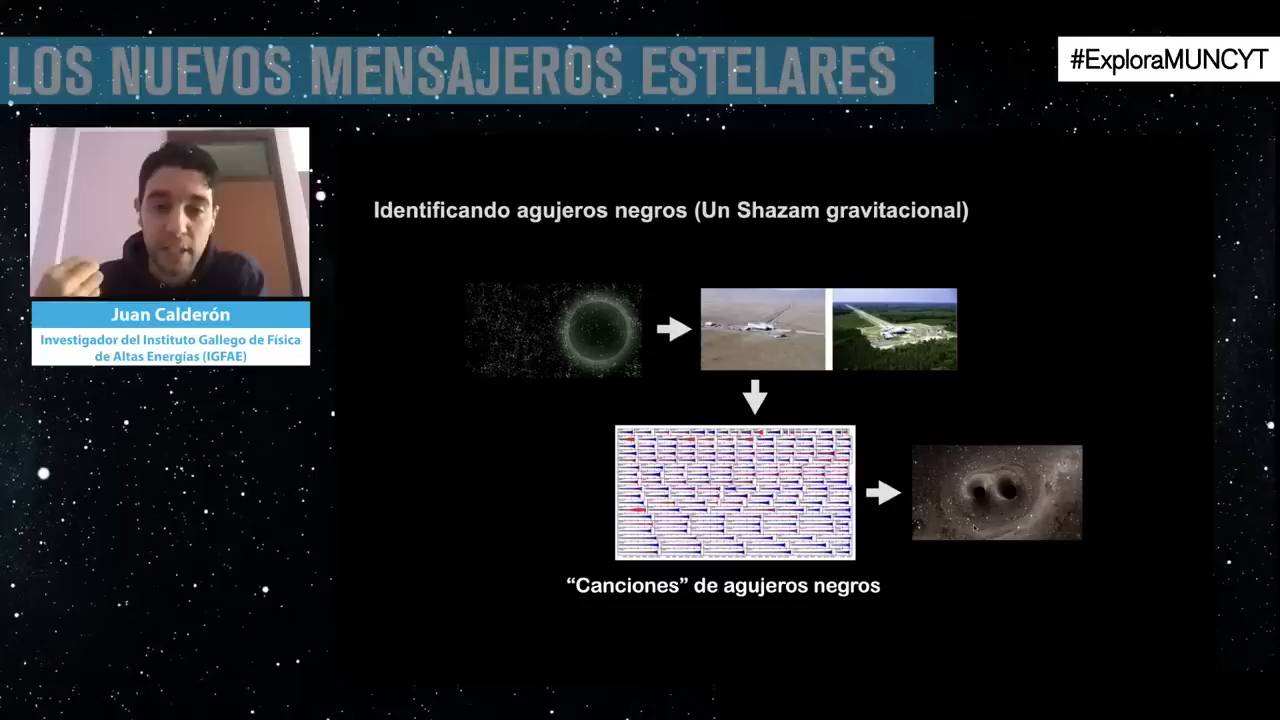 LOS NUEVOS MENSAJEROS ESTELARES
#ExploraMUNCYT
Juan Calderón
Investigador del Instituto Gallego de Física
de Altas Energías (IGFAE)
Identificando agujeros negros (Un Shazam gravitacional)
“Canciones” de agujeros negros